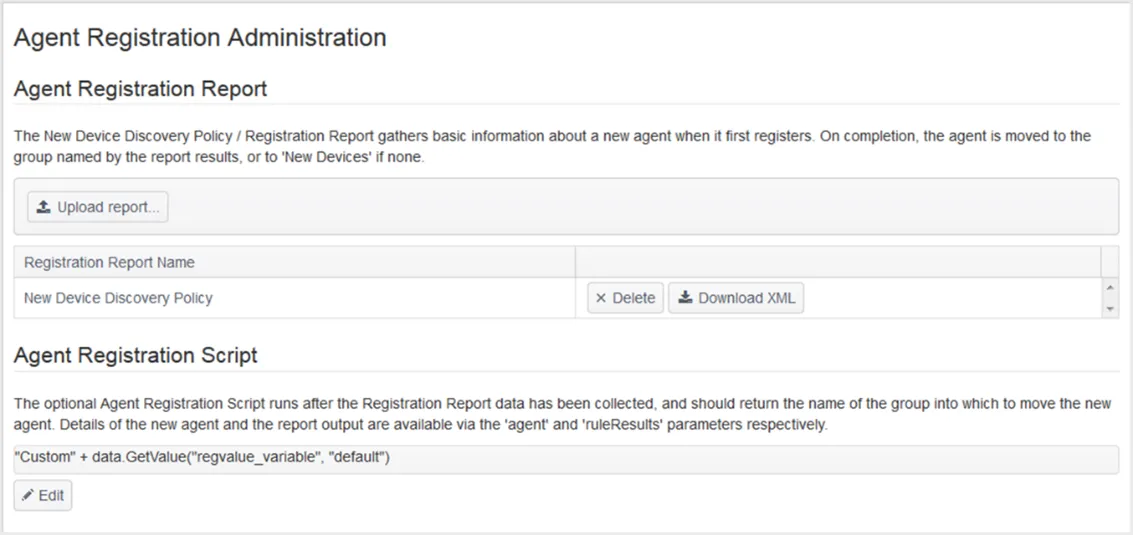 Agent Registration Administration
Agent Registration Report
The New Device Discovery Policy / Registration Report gathers basic information about a new agent when it first registers. On completion, the agent is moved to the
group named by the report results, or to 'New Devices' if none.
Upload report...
Registration Report Name
New Device Discovery Policy
Delete
Download XML
Agent Registration Script
The optional Agent Registration Script runs after the Registration Report data has been collected, and should return the name of the group into which to move the new
agent. Details of the new agent and the report output are available via the 'agent' and 'ruleResults' parameters respectively.
"Custom" + data.GetValue("regvalue_variable", "default")
Edit